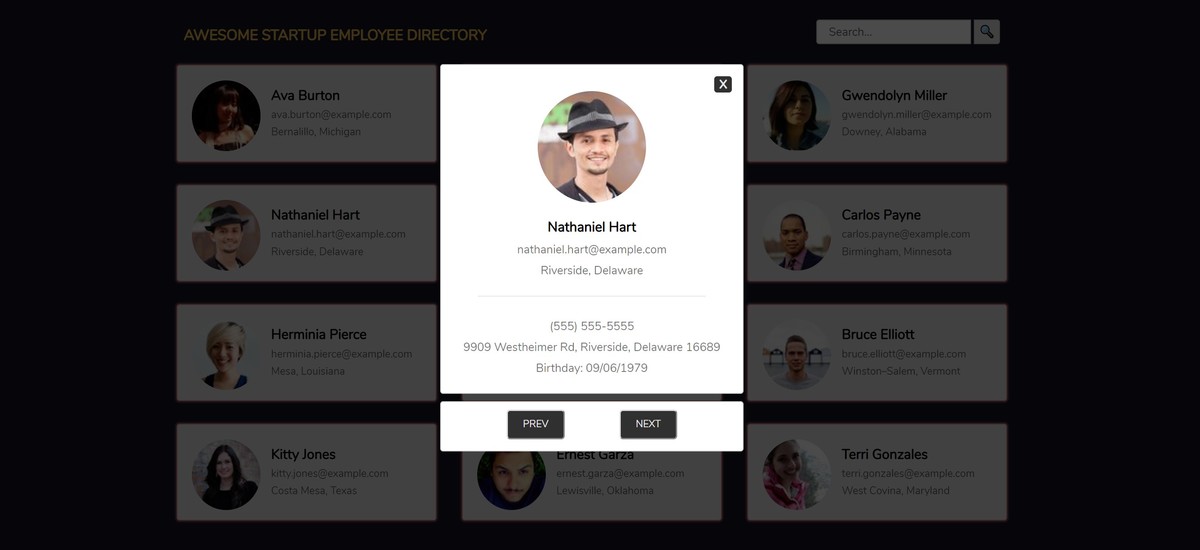 AWESOME STARTUP EMPLOYEE DIRECTORY
Search...
X
Ava Burton
ava.burton@example.com
Bernalillo, Michigan
Gwendolyn Miller
gwendolyn.miller@example.com
Downey, Alabama
Nathaniel Hart
nathaniel.hart@example.com
Riverside, Delaware
Nathaniel Hart
nathaniel.hart@example.com
Riverside, Delaware
(555) 555-5555
9909 Westheimer Rd, Riverside, Delaware 16689
Birthday: 09/06/1979
PREV
NEXT
Carlos Payne
carlos.payne@example.com
Birmingham, Minnesota
Herminia Pierce
herminia.pierce@example.com
Mesa, Louisiana
Bruce Elliott
bruce.elliott@example.com
Winston-Salem, Vermont
Kitty Jones
kitty.jones@example.com
Costa Mesa, Texas
Ernest Garza
ernest.garza@example.com
Lewisville, Oklahoma
Terri Gonzales
terri.gonzales@example.com
West Covina, Maryland